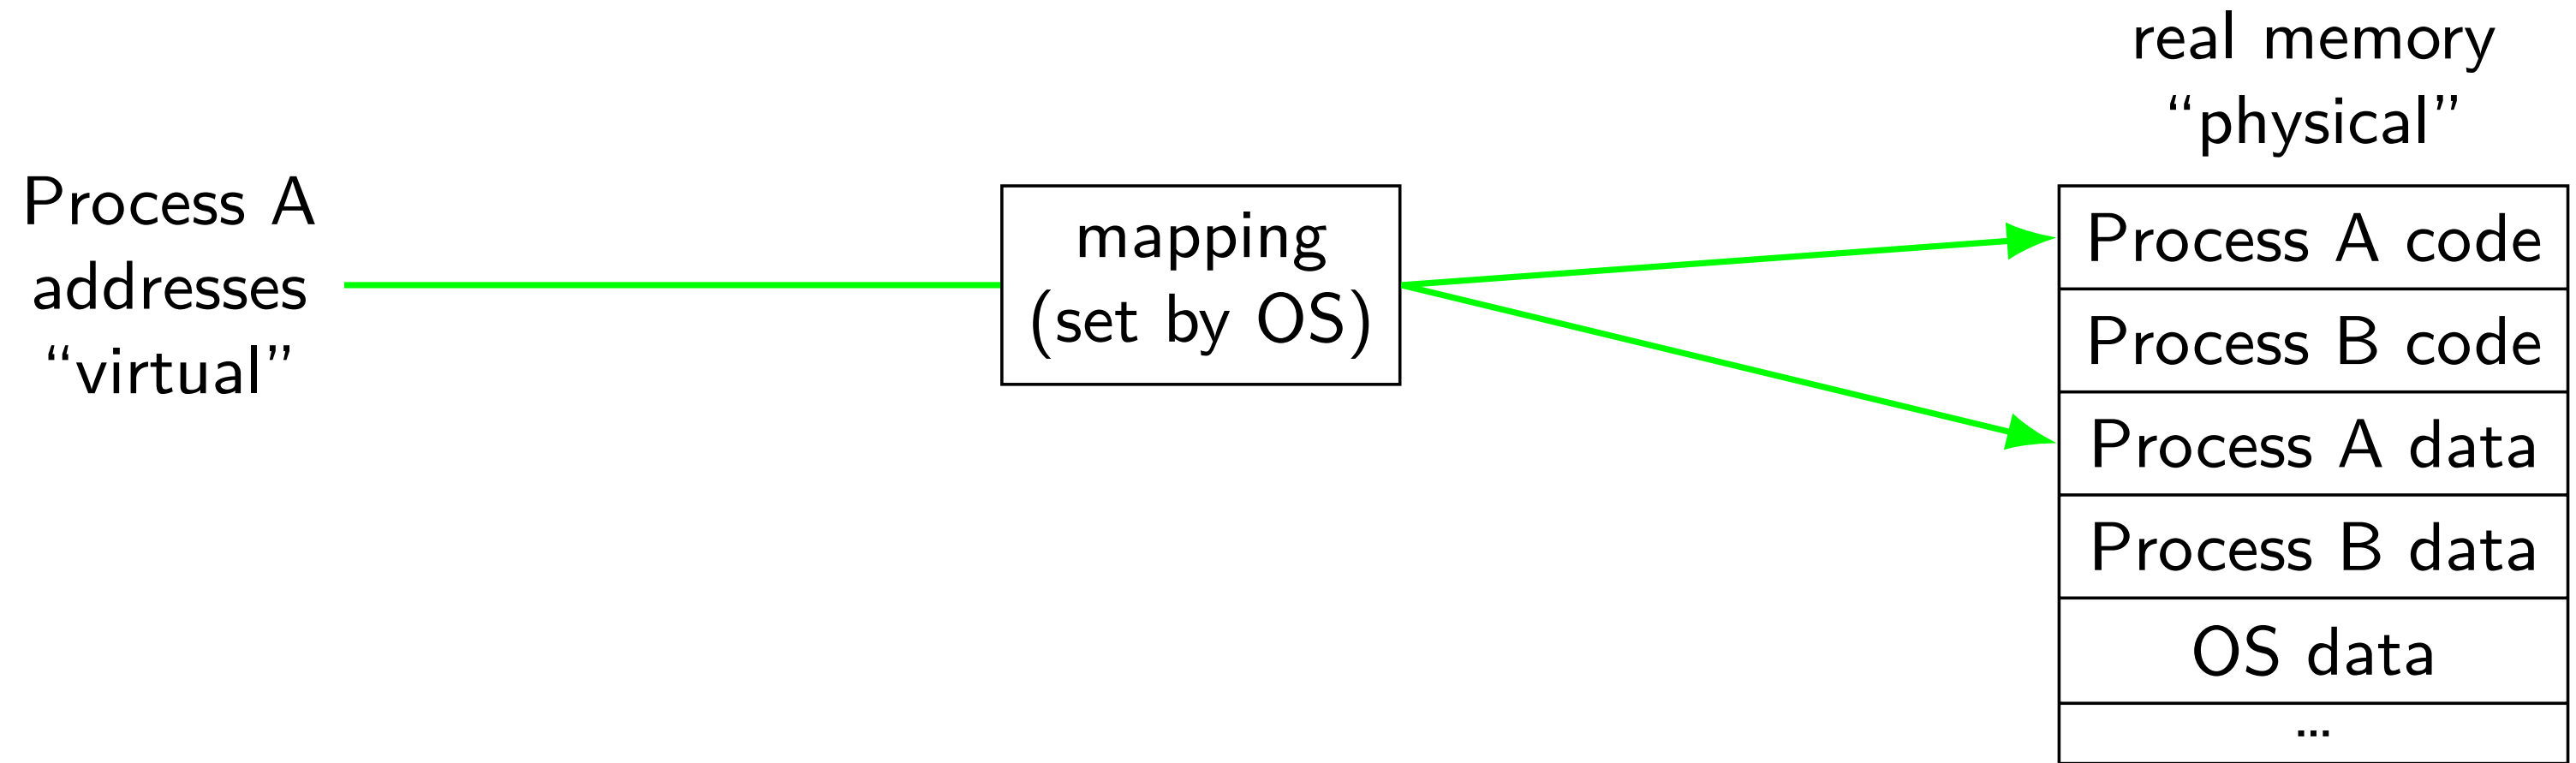 Process A
addresses
“virtual”
mapping
(set by OS)
real memory
“physical”
Process A code
Process B code
Process A data
Process B data
OS data
...